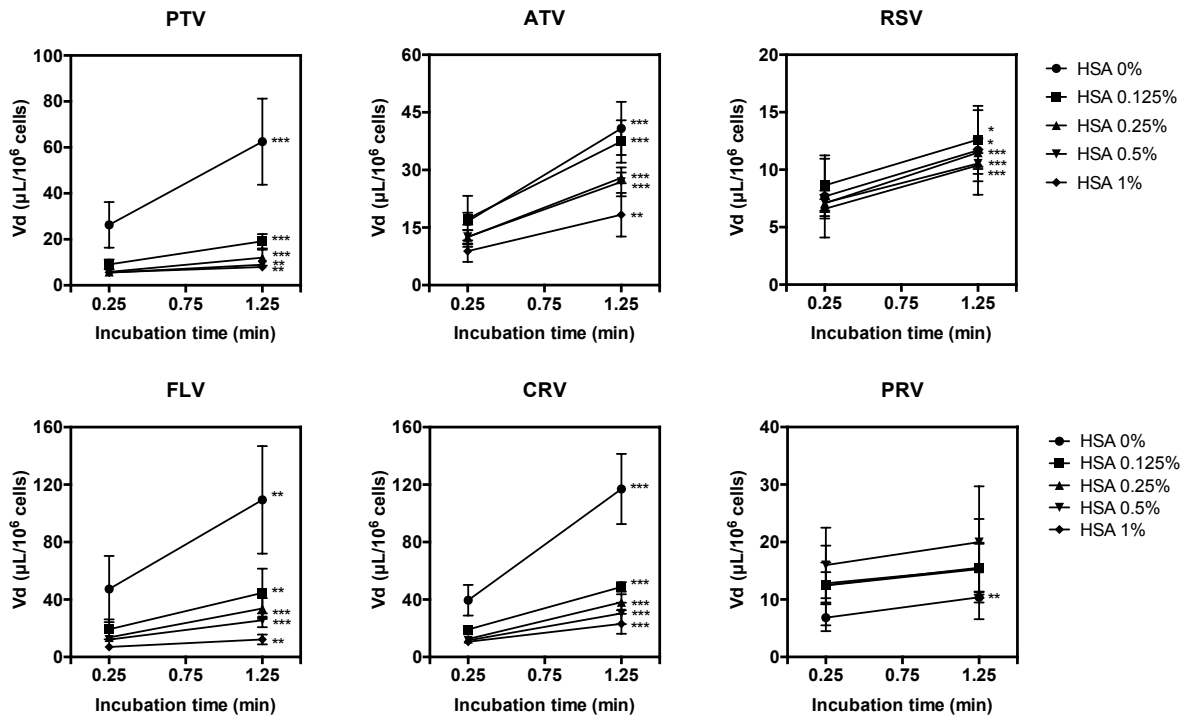 PTV
ATV
RSV
Vd (µL/10⁶ cells)
100
80
60
40
20
0
***
***
***
**
**
0.25
0.75
1.25
Incubation time (min)
Vd (µL/10⁶ cells)
60
45
30
15
0
***
***
***
***
**
0.25
0.75
1.25
Incubation time (min)
Vd (µL/10⁶ cells)
20
15
10
5
0
*
*
***
***
***
0.25
0.75
1.25
Incubation time (min)
HSA 0%
HSA 0.125%
HSA 0.25%
HSA 0.5%
HSA 1%
FLV
CRV
PRV
Vd (µL/10⁶ cells)
160
120
80
40
0
**
**
***
***
**
0.25
0.75
1.25
Incubation time (min)
Vd (µL/10⁶ cells)
160
120
80
40
0
***
***
***
***
***
0.25
0.75
1.25
Incubation time (min)
Vd (µL/10⁶ cells)
40
30
20
10
0
**
0.25
0.75
1.25
Incubation time (min)
HSA 0%
HSA 0.125%
HSA 0.25%
HSA 0.5%
HSA 1%